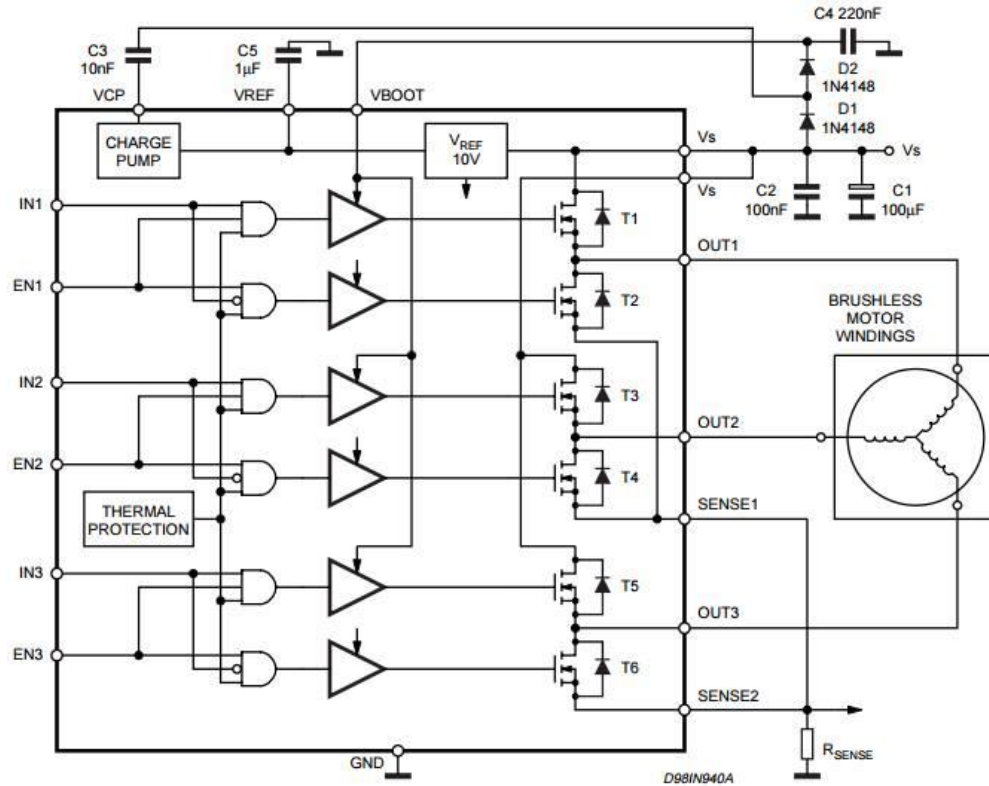 C4 220nF
C3
10nF
C5
1µF
D2
1N4148
VCP
VREF
VBOOT
D1
1N4148
CHARGE
PUMP
VREF
10V
Vs
Vs
Vs
C2
100nF
C1
100µF
IN1
T1
OUT1
EN1
T2
BRUSHLESS
MOTOR
WINDINGS
IN2
T3
OUT2
EN2
T4
THERMAL
PROTECTION
SENSE1
IN3
T5
OUT3
EN3
T6
SENSE2
GND
RSENSE
D98IN940A